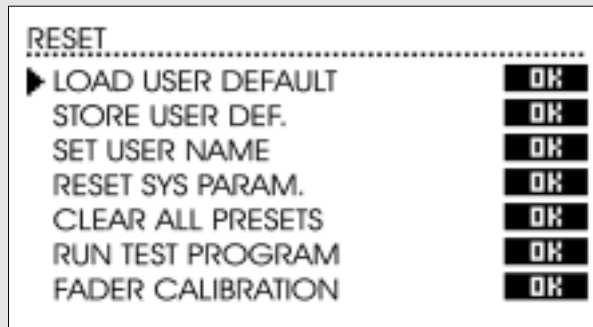 RESET
LOAD USER DEFAULT OK
STORE USER DEF. OK
SET USER NAME OK
RESET SYS PARAM. OK
CLEAR ALL PRESETS OK
RUN TEST PROGRAM OK
FADER CALIBRATION OK